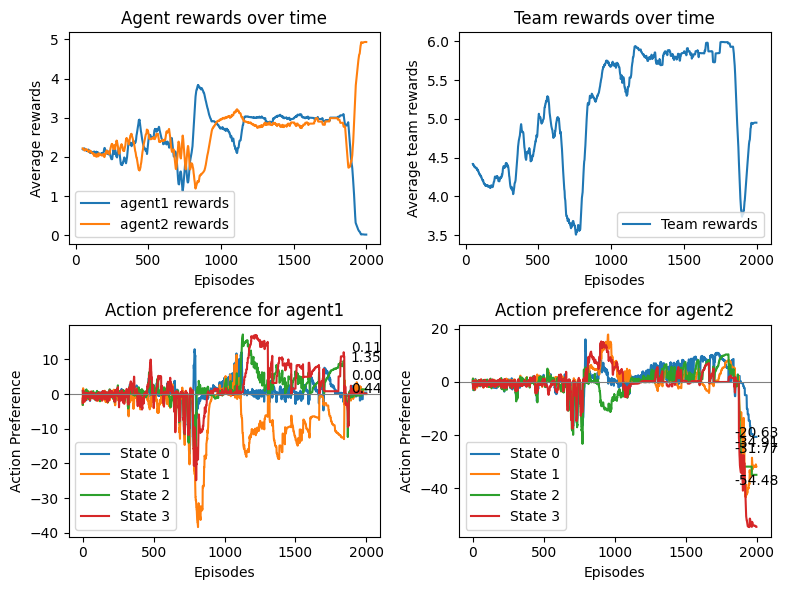 Agent rewards over time
Average rewards
5
4
3
2
1
0
agent1 rewards
agent2 rewards
0 500 1000 1500 2000
Episodes
Team rewards over time
Average team rewards
6.0
5.5
5.0
4.5
4.0
3.5
Team rewards
0 500 1000 1500 2000
Episodes
Action preference for agent1
Action Preference
10
0
−10
−20
−30
−40
0.11
1.35
0.00
0.44
State 0
State 1
State 2
State 3
0 500 1000 1500 2000
Episodes
Action preference for agent2
Action Preference
20
0
−20
−40
-20.63
-34.91
-31.77
-54.48
State 0
State 1
State 2
State 3
0 500 1000 1500 2000
Episodes